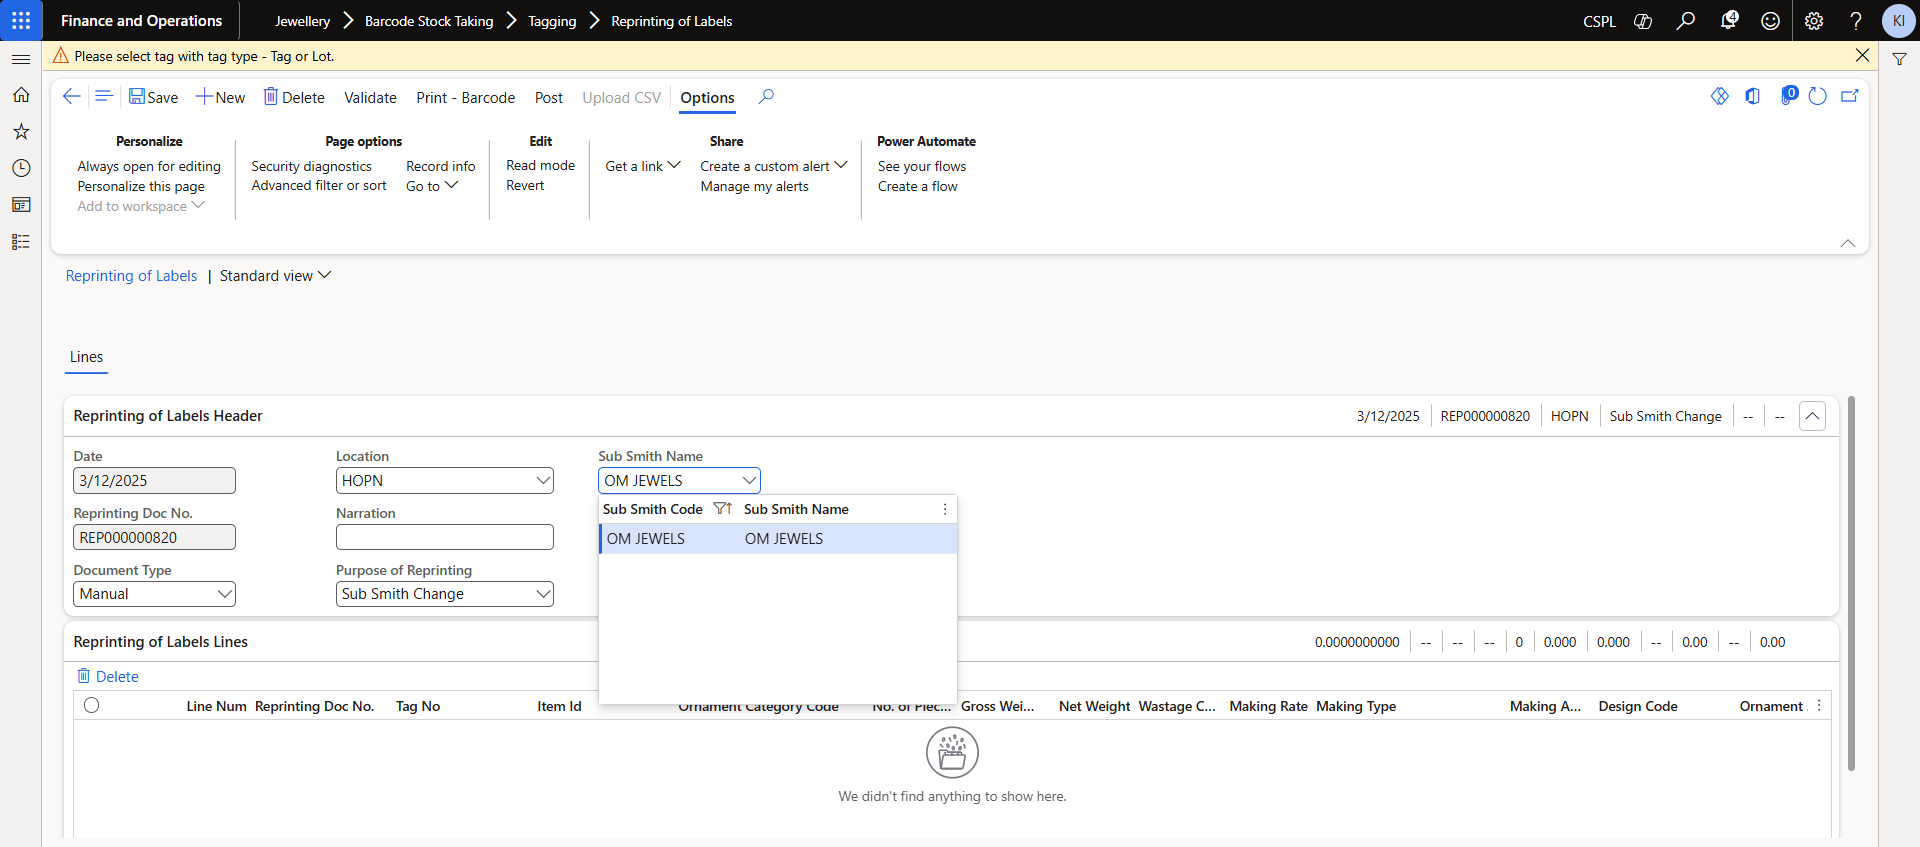 Finance and Operations
Jewellery > Barcode Stock Taking > Tagging > Reprinting of Labels
CSPL
4
? KI
Please select tag with tag type - Tag or Lot.
Save New Delete Validate Print - Barcode Post Upload CSV Options
0
Personalize Page options Edit Share Power Automate
Always open for editing Security diagnostics Record info Read mode Get a link Create a custom alert See your flows
Personalize this page Advanced filter or sort Go to Revert Manage my alerts Create a flow
Add to workspace
Reprinting of Labels | Standard view
Lines
Reprinting of Labels Header 3/12/2025 REP000000820 HOPN Sub Smith Change -- --
Date Location Sub Smith Name
3/12/2025 HOPN OM JEWELS
Sub Smith Code Sub Smith Name
Reprinting Doc No. Narration
REP000000820 OM JEWELS OM JEWELS
Document Type Purpose of Reprinting
Manual Sub Smith Change
Reprinting of Labels Lines 0.0000000000 -- -- -- 0 0.000 0.000 -- 0.00 -- 0.00
Delete
Line Num Reprinting Doc No. Tag No Item Id Ornament Category Code No. of Piec... Gross Wei... Net Weight Wastage C... Making Rate Making Type Making A... Design Code Ornament
We didn't find anything to show here.